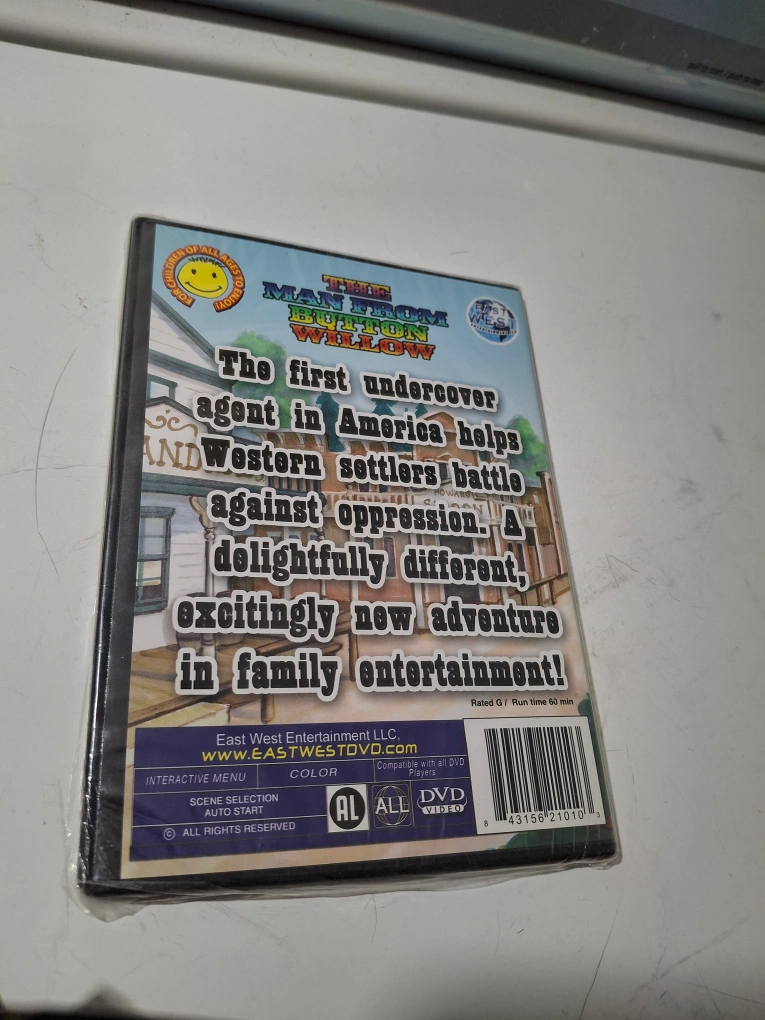 FOR CHILDREN OF ALL AGES TO ENJOY!
THE
MAN FROM
BUTTON
WILLOW
EAST
WEST
ENTERTAINMENT
The first undercover
agent in America helps
AND
Western settlers battle
HOWARD
against oppression. A
delightfully different,
excitingly new adventure
in family entertainment!
Rated G / Run time 60 min
East West Entertainment LLC,
www.EASTWESTDVD.com
INTERACTIVE MENU
COLOR
Compatible with all DVD
Players
SCENE SELECTION
AUTO START
© ALL RIGHTS RESERVED
AL
ALL
DVD
VIDEO
8 43156 21010 3